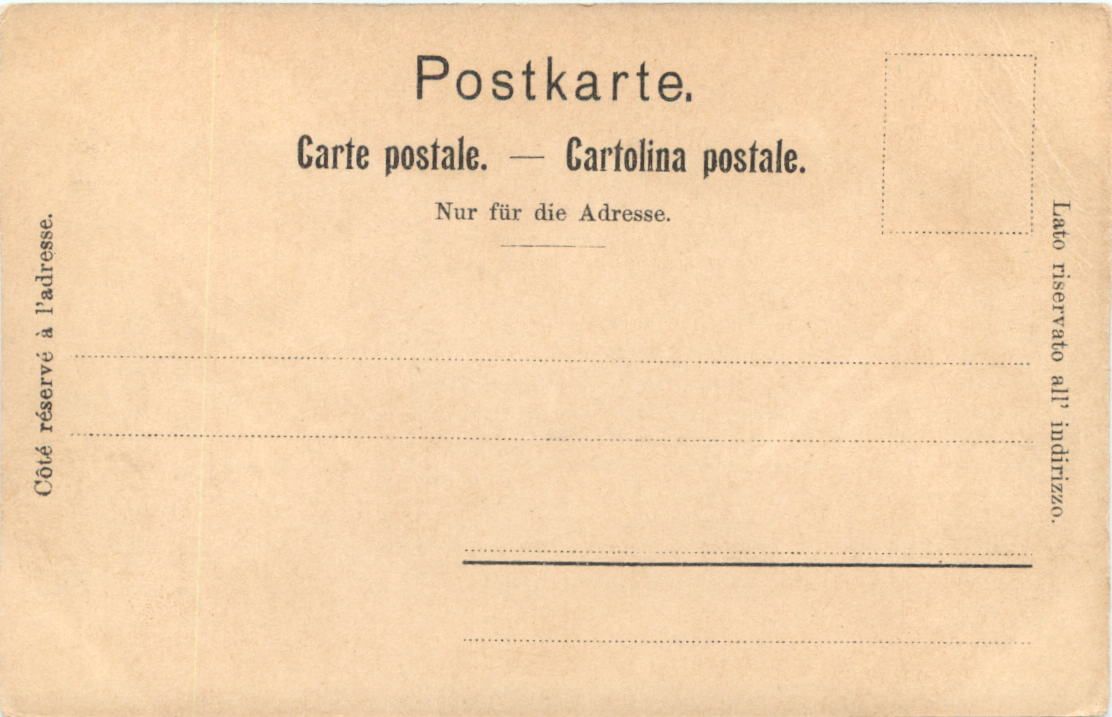 Postkarte.
Carte postale. — Cartolina postale.
Nur für die Adresse.
Côté réservé à l'adresse.
Lato riservato all' indirizzo.